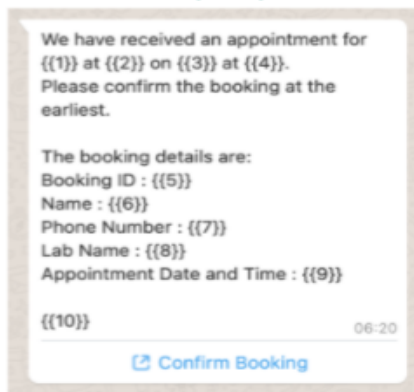 We have received an appointment for
{{1}} at {{2}} on {{3}} at {{4}}.
Please confirm the booking at the
earliest.
The booking details are:
Booking ID : {{5}}
Name : {{6}}
Phone Number : {{7}}
Lab Name : {{8}}
Appointment Date and Time : {{9}}
{{10}}
06:20
Confirm Booking